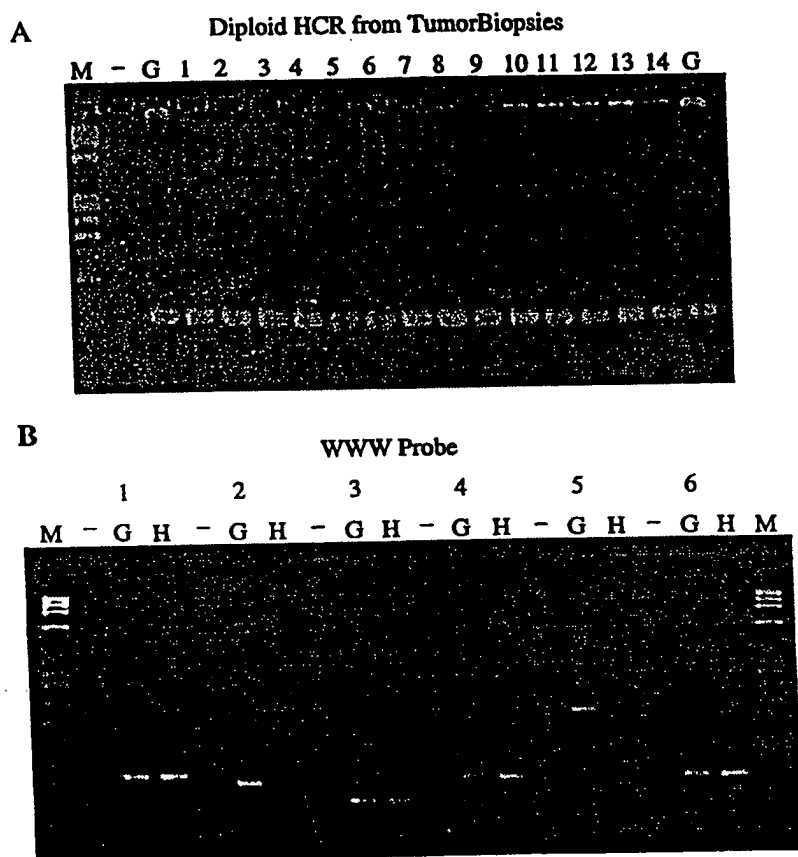 A
Diploid HCR from TumorBiopsies
M – G 1 2 3 4 5 6 7 8 9 10 11 12 13 14 G
B
WWW Probe
1 2 3 4 5 6
M – G H – G H – G H – G H – G H – G H M